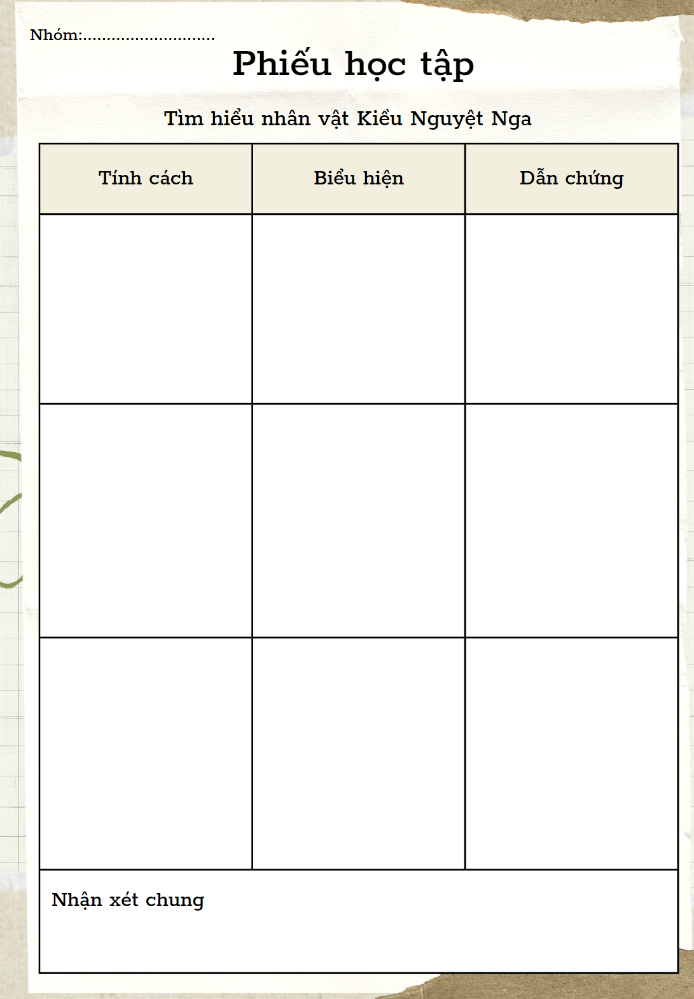 Nhóm:............................
Phiếu học tập
Tìm hiểu nhân vật Kiều Nguyệt Nga
Tính cách
Biểu hiện
Dẫn chứng
Nhận xét chung